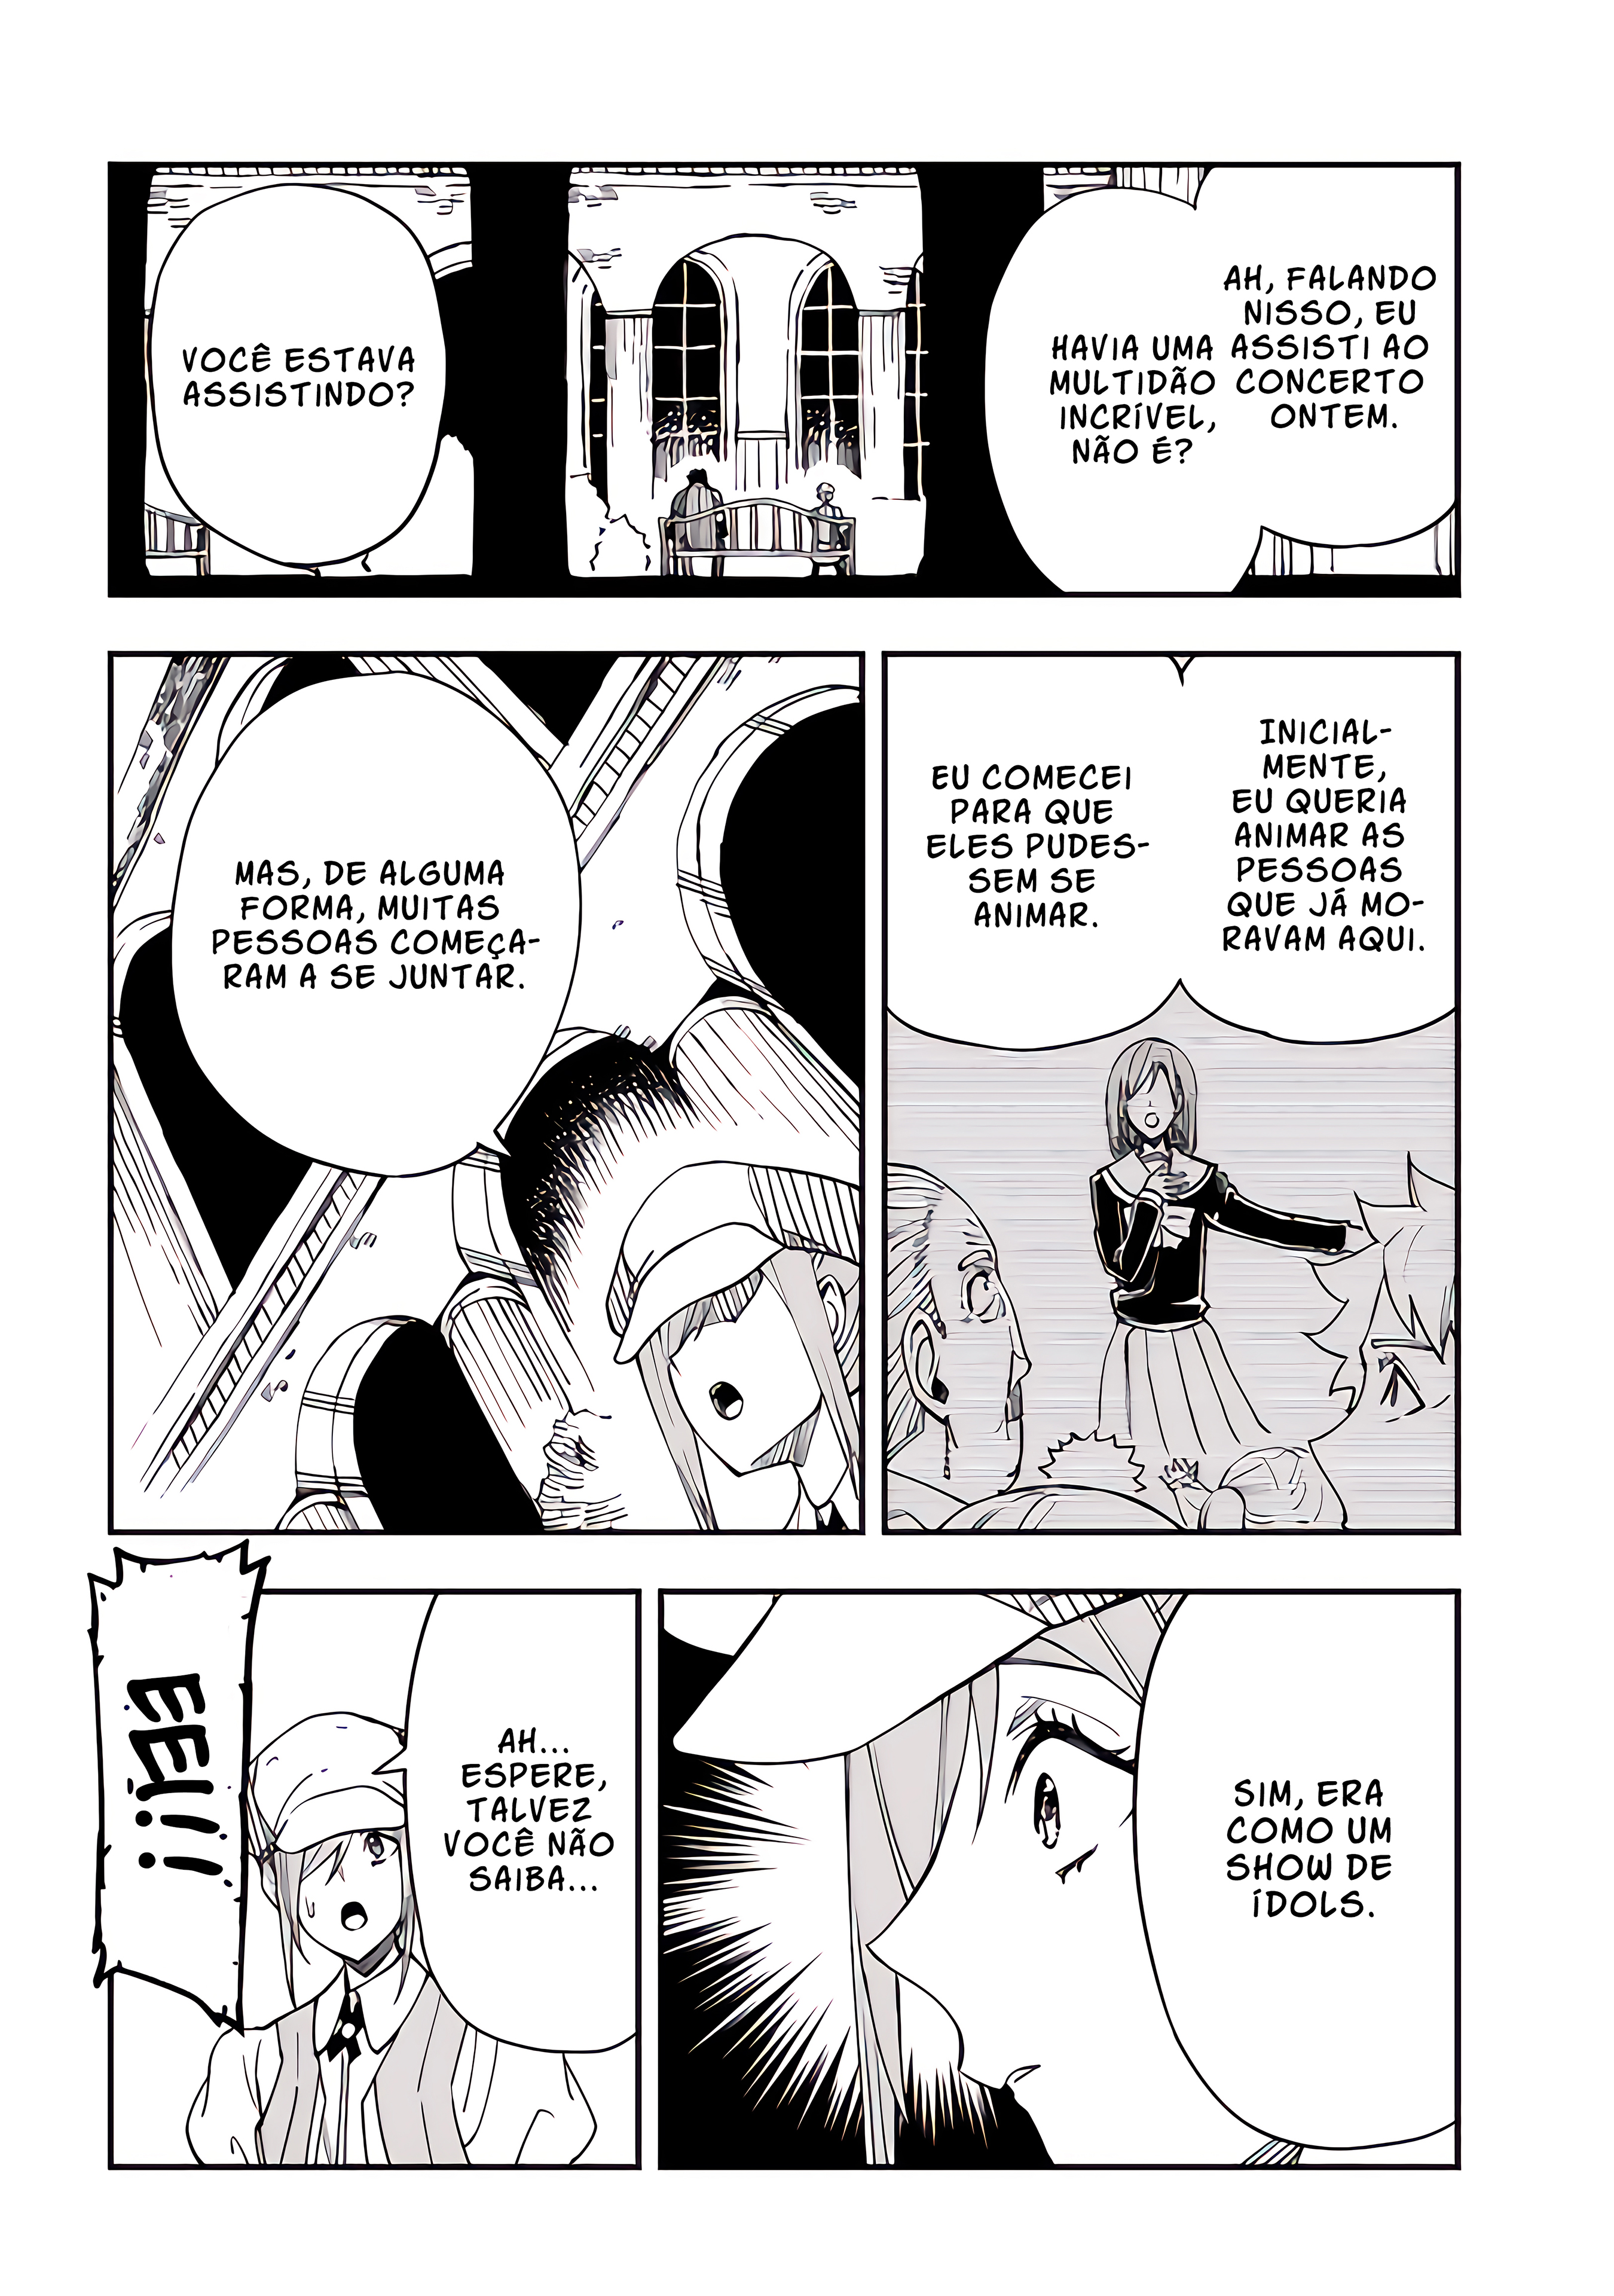 AH, FALANDO
NISSO, EU
ASSISTI AO
CONCERTO
ONTEM.
HAVIA UMA
MULTIDÃO
INCRÍVEL,
NÃO É?
VOCÊ ESTAVA
ASSISTINDO?
INICIAL-
MENTE,
EU QUERIA
ANIMAR AS
PESSOAS
QUE JÁ MO-
RAVAM AQUI.
EU COMECEI
PARA QUE
ELES PUDES-
SEM SE
ANIMAR.
MAS, DE ALGUMA
FORMA, MUITAS
PESSOAS COMEÇA-
RAM A SE JUNTAR.
SIM, ERA
COMO UM
SHOW DE
ÍDOLS.
AH...
ESPERE,
TALVEZ
VOCÊ NÃO
SAIBA...
EEI!!